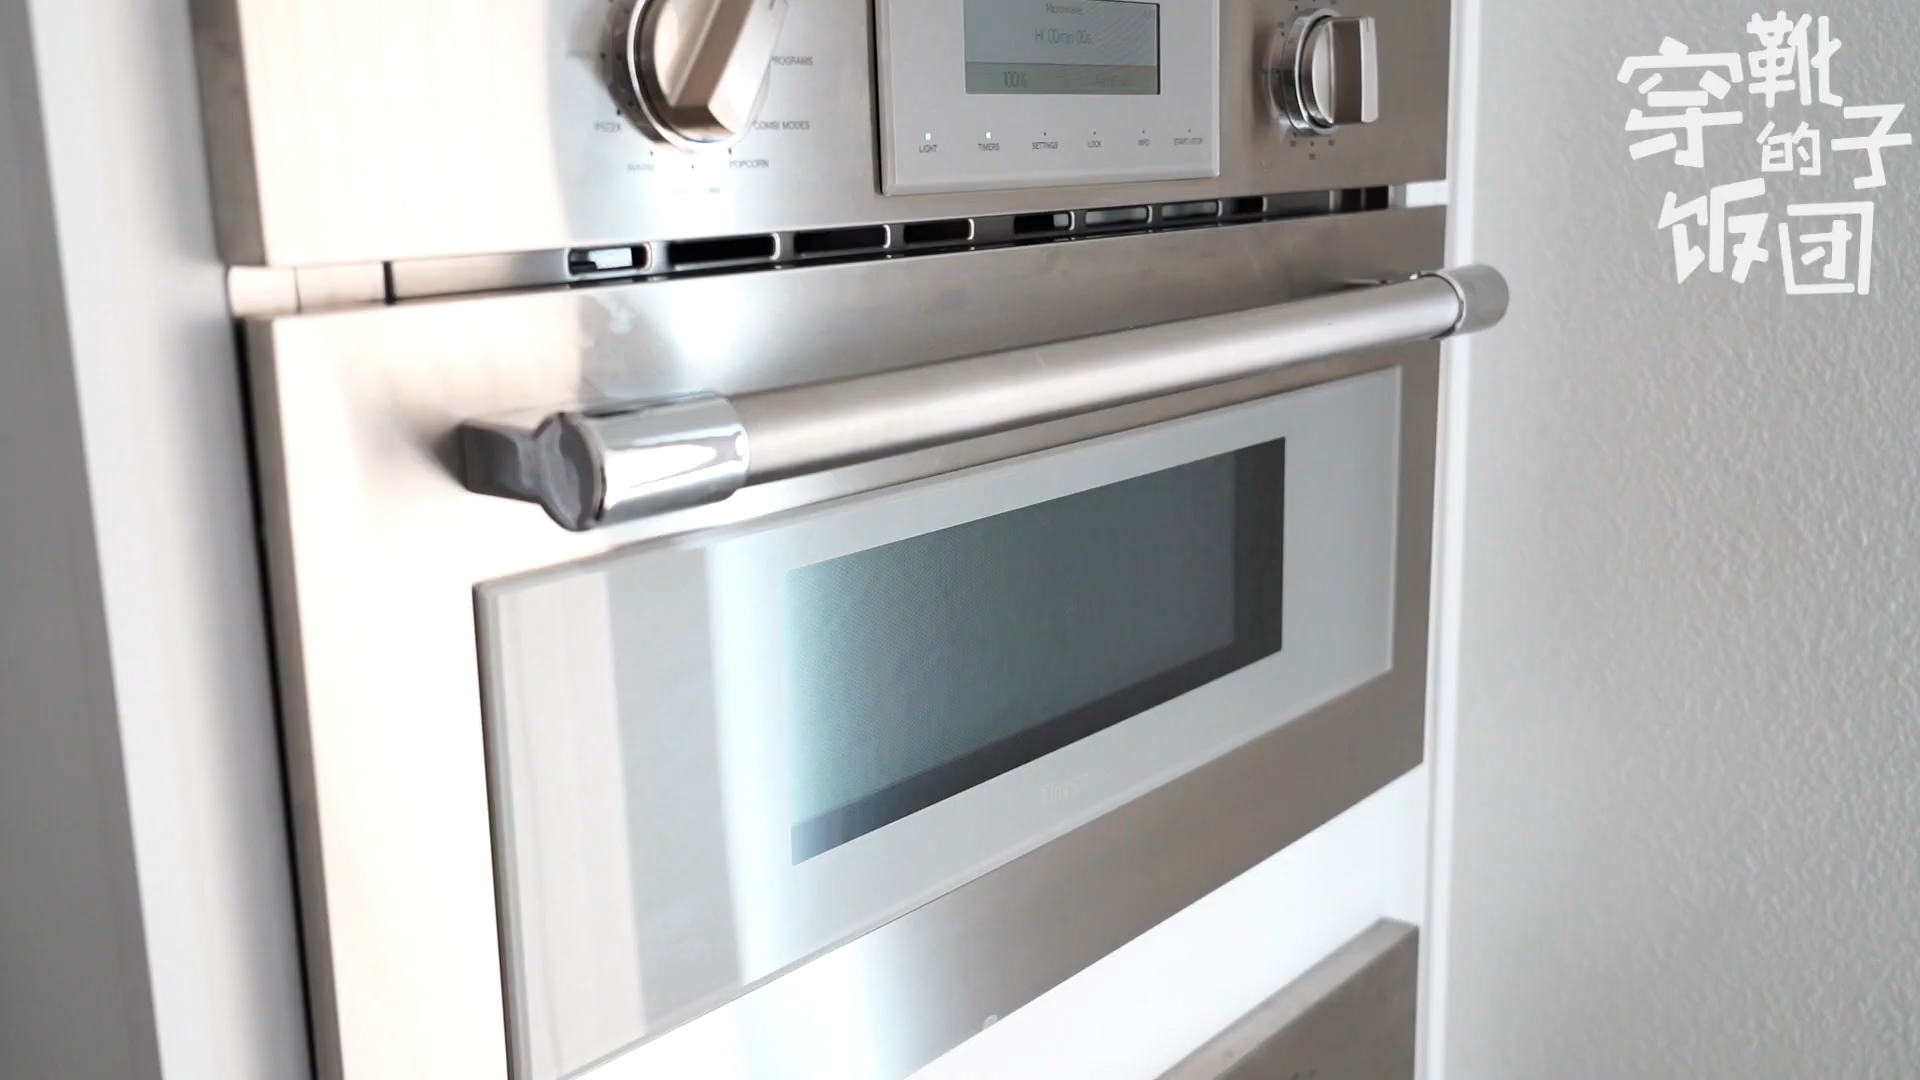 穿靴子的
饭团
Microwave
HI 00min 00s
100%
PROGRAMS
COMBI MODES
POPCORN
LIGHT
TIMERS
SETTINGS
LOCK
INFO
START / STOP